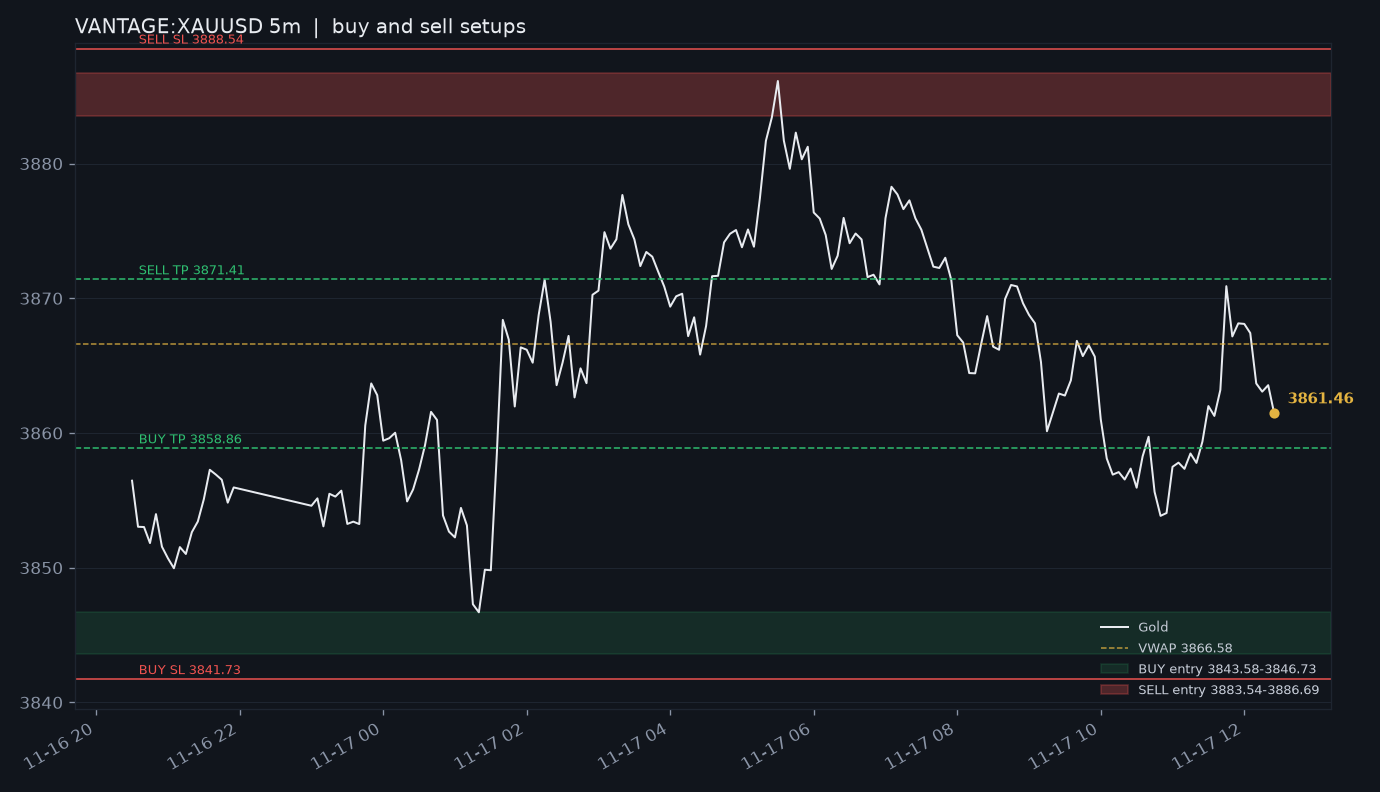 VANTAGE:XAUUSD 5m | buy and sell setups
SELL SL 3888.54
3880
SELL TP 3871.41
3870
3861.46
BUY TP 3858.86
3860
3850
Gold
VWAP 3866.58
BUY SL 3841.73
BUY entry 3843.58-3846.73
SELL entry 3883.54-3886.69
3840
11-16 20
11-16 22
11-17 00
11-17 02
11-17 04
11-17 06
11-17 08
11-17 10
11-17 12